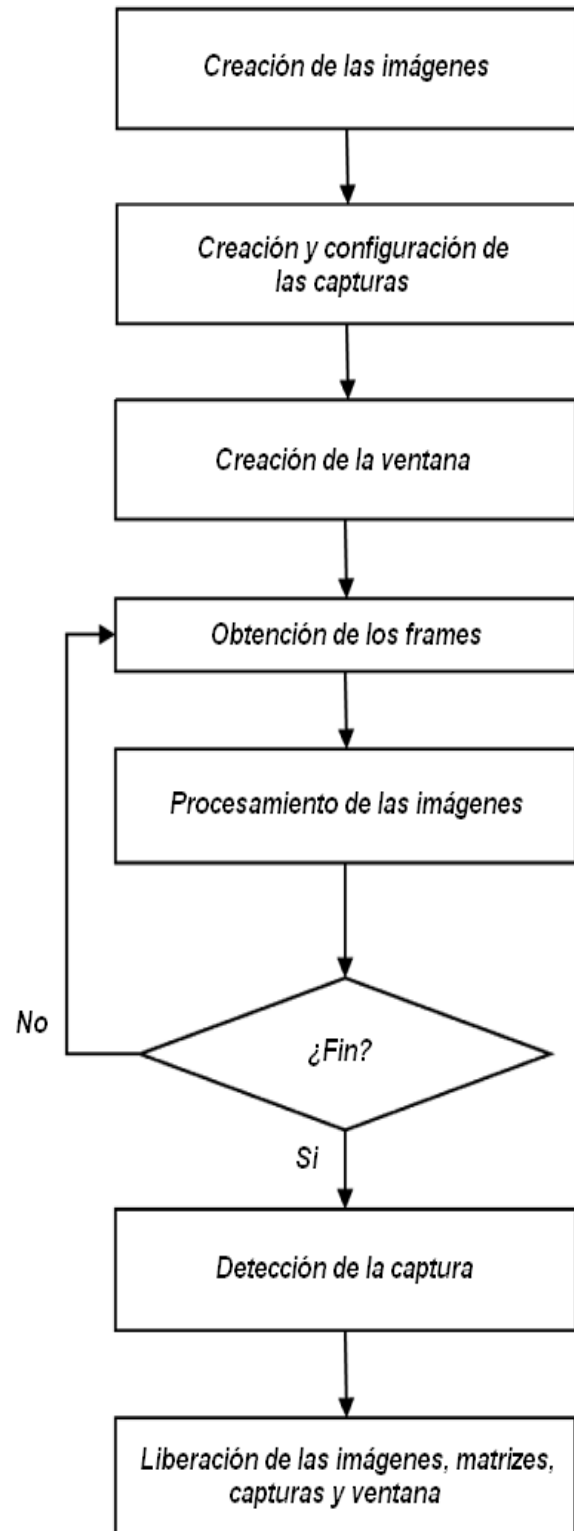 Creación de las imágenes
Creación y configuración de
las capturas
Creación de la ventana
Obtención de los frames
Procesamiento de las imágenes
¿Fin?
No
Si
Detección de la captura
Liberación de las imágenes, matrizes,
capturas y ventana